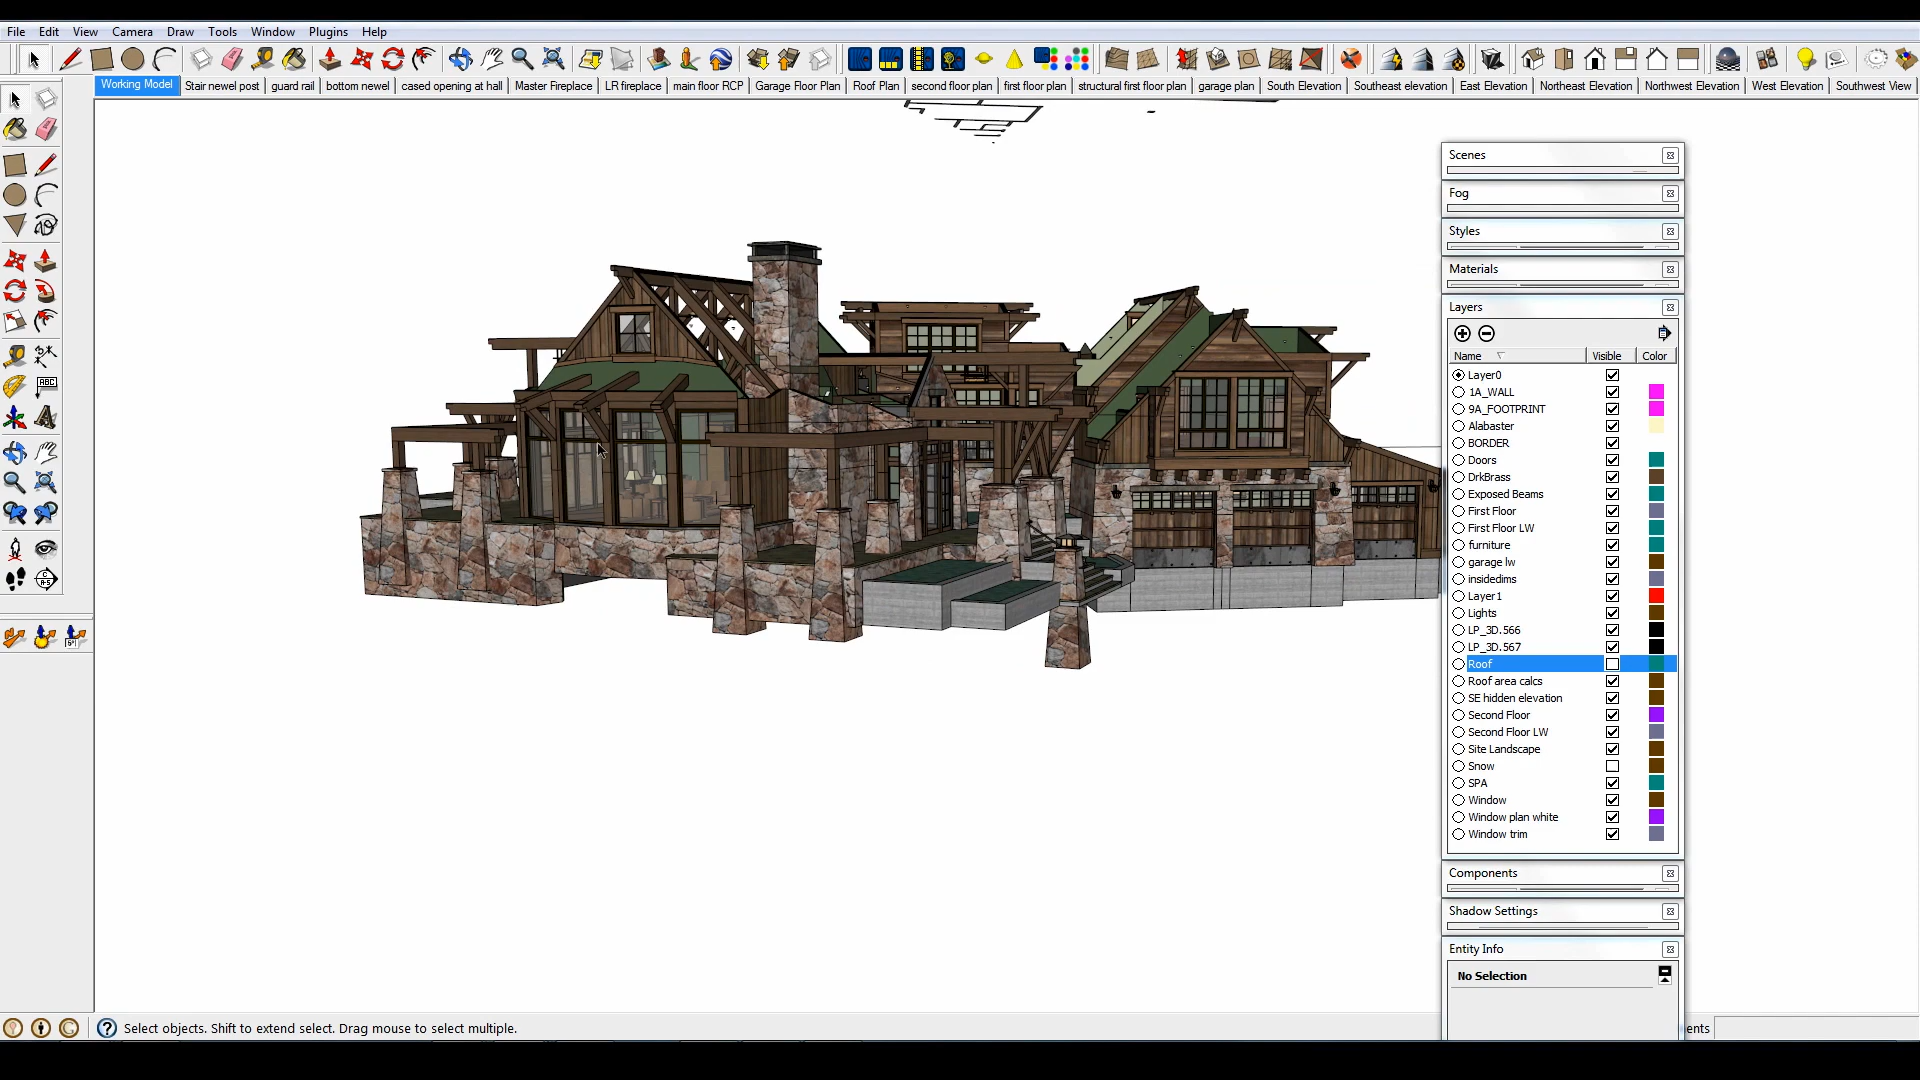 File Edit View Camera Draw Tools Window Plugins Help
Working Model Stair newel post guard rail bottom newel cased opening at hall Master Fireplace LR fireplace main floor RCP Garage Floor Plan Roof Plan second floor plan first floor plan structural first floor plan garage plan South Elevation Southeast elevation East Elevation Northeast Elevation Northwest Elevation West Elevation Southwest View
Scenes
Fog
Styles
Materials
Layers
Name Visible Color
Layer0
1A_WALL
9A_FOOTPRINT
Alabaster
BORDER
Doors
DrkBrass
Exposed Beams
First Floor
First Floor LW
furniture
garage lw
insidedims
Layer1
Lights
LP_3D.566
LP_3D.567
Roof
Roof area calcs
SE hidden elevation
Second Floor
Second Floor LW
Site Landscape
Snow
SPA
Window
Window plan white
Window trim
Components
Shadow Settings
Entity Info
No Selection
ABC
Select objects. Shift to extend select. Drag mouse to select multiple.
ents